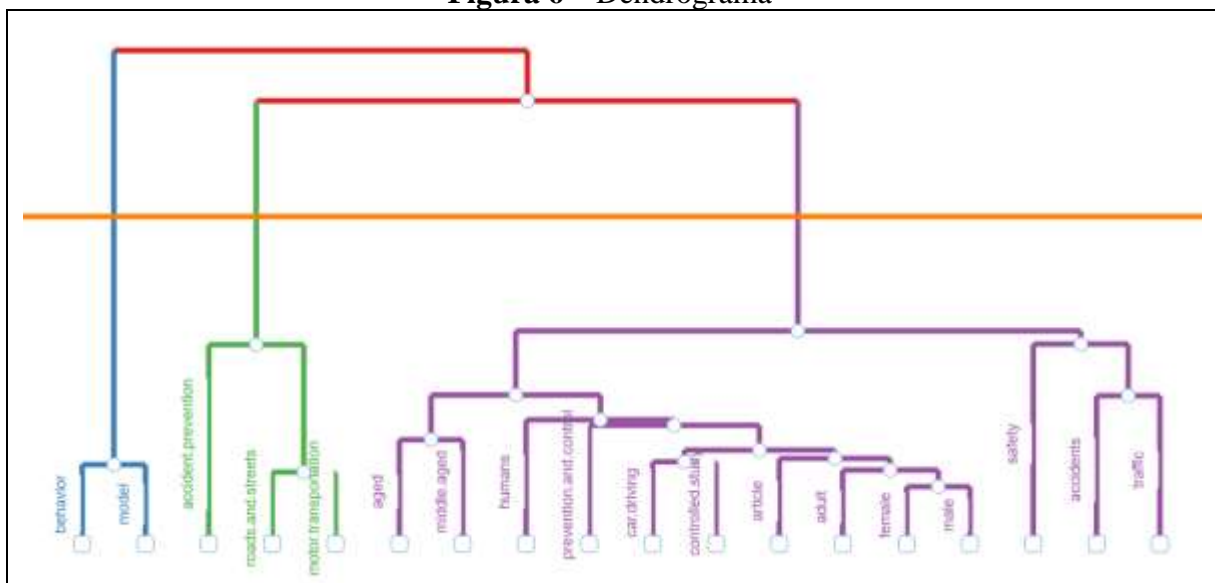 Figura 6 – Dendrograma
behavior
model
accident.prevention
roads.and.streets
motor.transportation
aged
middle.aged
humans
prevention.and.control
car.driving
controlled.study
article
adult
female
male
safety
accidents
traffic